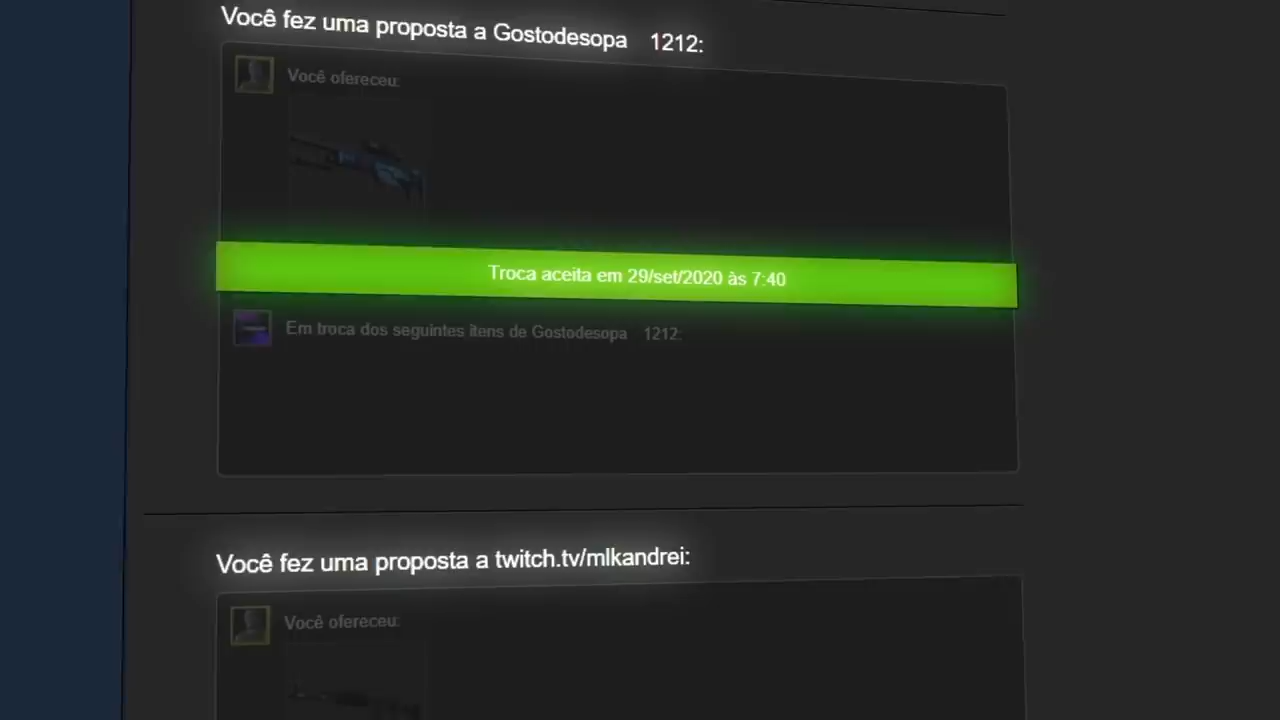 Você fez uma proposta a Gostodesopa 1212:
Você ofereceu:
Troca aceita em 29/set/2020 às 7:40
Em troca dos seguintes itens de Gostodesopa 1212:
Você fez uma proposta a twitch.tv/mlkandrei:
Você ofereceu: